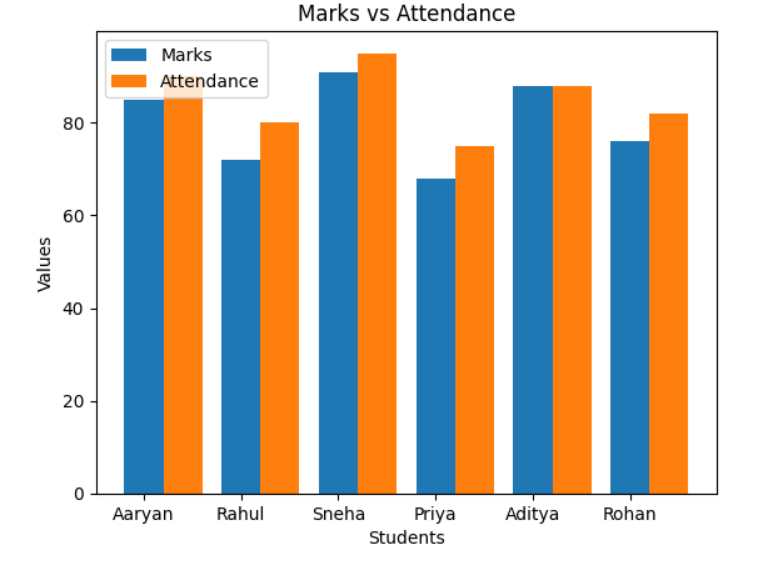 Marks vs Attendance
Marks
Attendance
80
60
40
20
0
Values
Aaryan Rahul Sneha Priya Aditya Rohan
Students